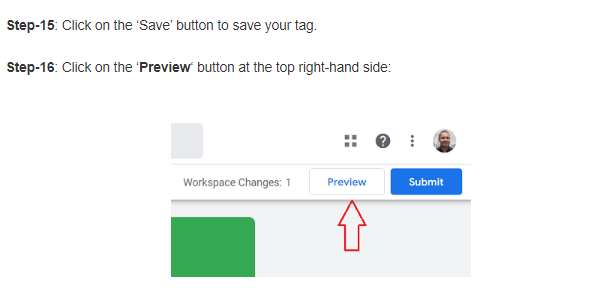 Step-15: Click on the ‘Save’ button to save your tag.
Step-16: Click on the ‘Preview‘ button at the top right-hand side:
Workspace Changes: 1 Preview Submit